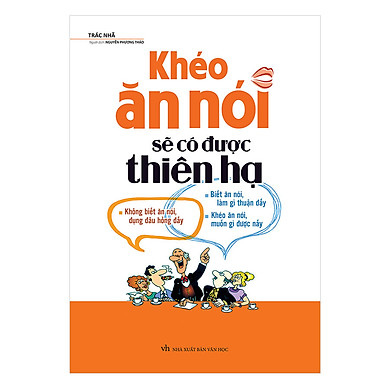 TRÁC NHÃ
Người dịch: NGUYỄN PHƯƠNG THẢO
Khéo
ăn nói
sẽ có được
thiên hạ
Biết ăn nói,
làm gì thuận đấy
Không biết ăn nói,
đụng đâu hỏng đấy
Khéo ăn nói,
muốn gì được nấy
vh NHÀ XUẤT BẢN VĂN HỌC